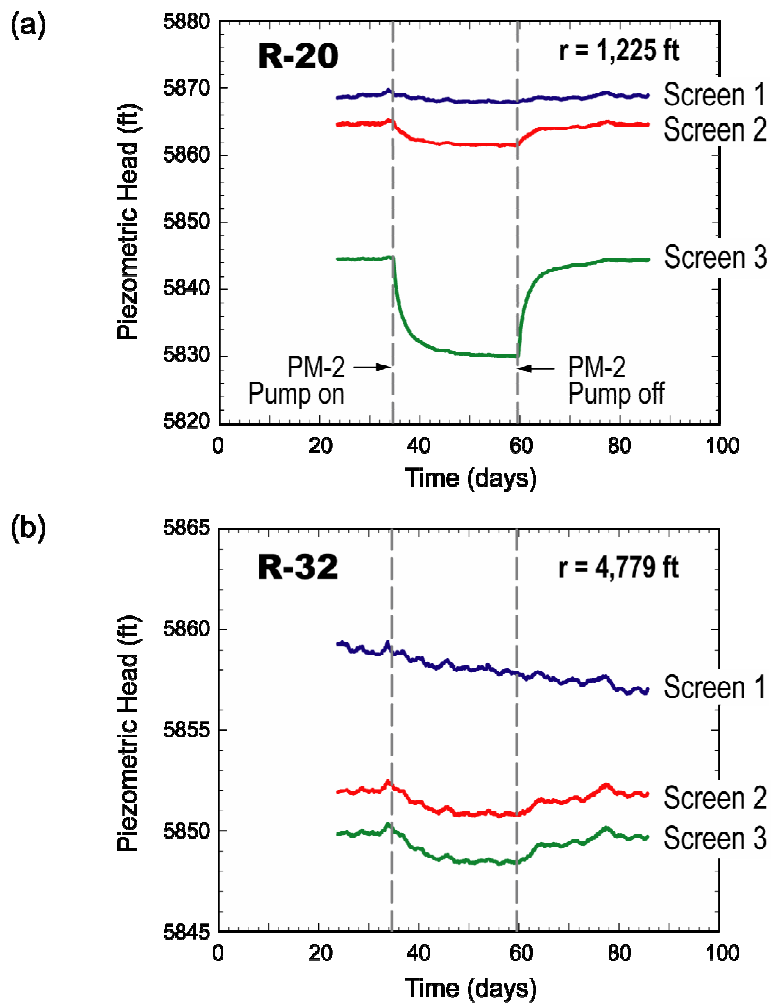 (a)
R-20
r = 1,225 ft
Piezometric Head (ft)
5880
5870
5860
5850
5840
5830
5820
Screen 1
Screen 2
Screen 3
PM-2
Pump on
PM-2
Pump off
0
20
40
60
80
100
Time (days)
(b)
R-32
r = 4,779 ft
Piezometric Head (ft)
5865
5860
5855
5850
5845
Screen 1
Screen 2
Screen 3
0
20
40
60
80
100
Time (days)